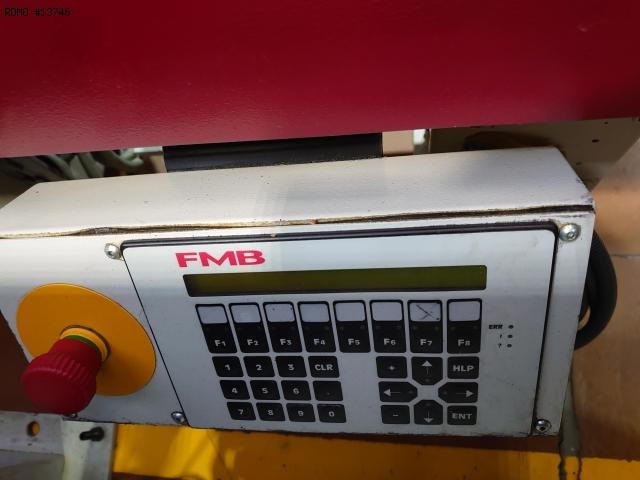 ROMO #13746
FMB
F1 F2 F3 F4 F5 F6 F7 F8
ERR
!
?
1 2 3 CLR + ↑ HLP
4 5 6 . ← →
7 8 9 0 - ↓ ENT